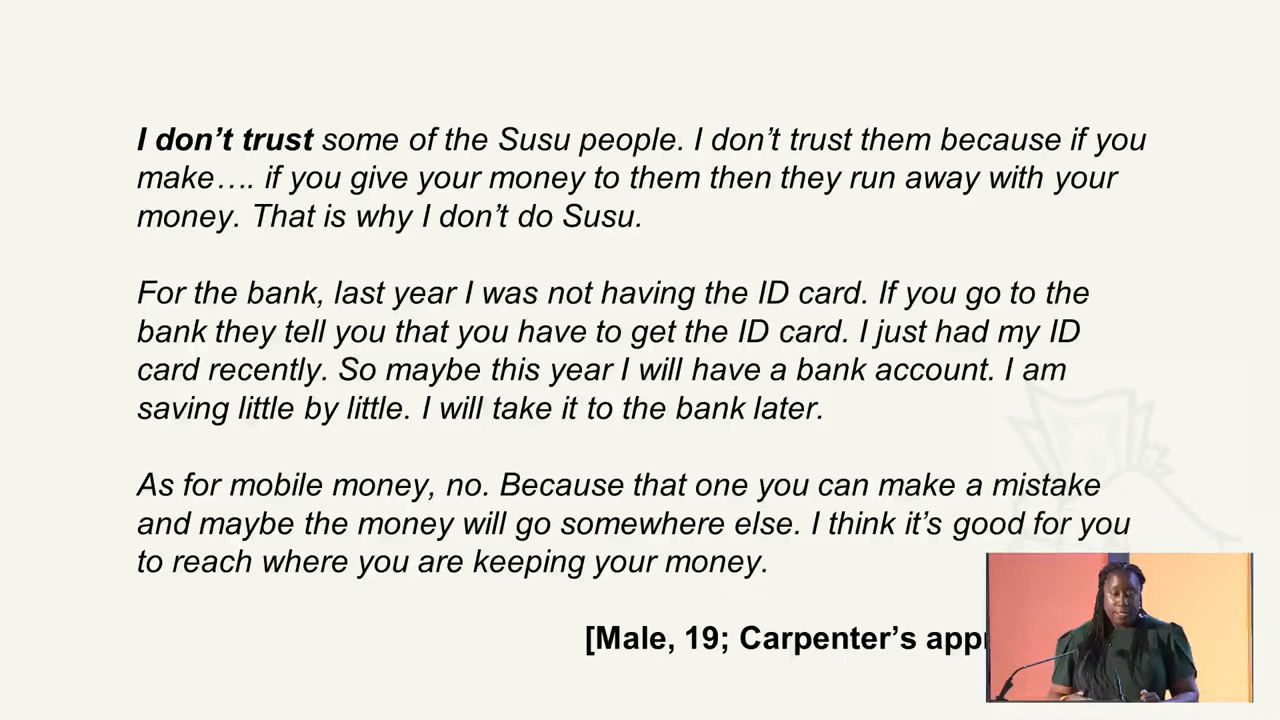 I don’t trust some of the Susu people. I don’t trust them because if you
make…. if you give your money to them then they run away with your
money. That is why I don’t do Susu.
For the bank, last year I was not having the ID card. If you go to the
bank they tell you that you have to get the ID card. I just had my ID
card recently. So maybe this year I will have a bank account. I am
saving little by little. I will take it to the bank later.
As for mobile money, no. Because that one you can make a mistake
and maybe the money will go somewhere else. I think it’s good for you
to reach where you are keeping your money.
[Male, 19; Carpenter’s